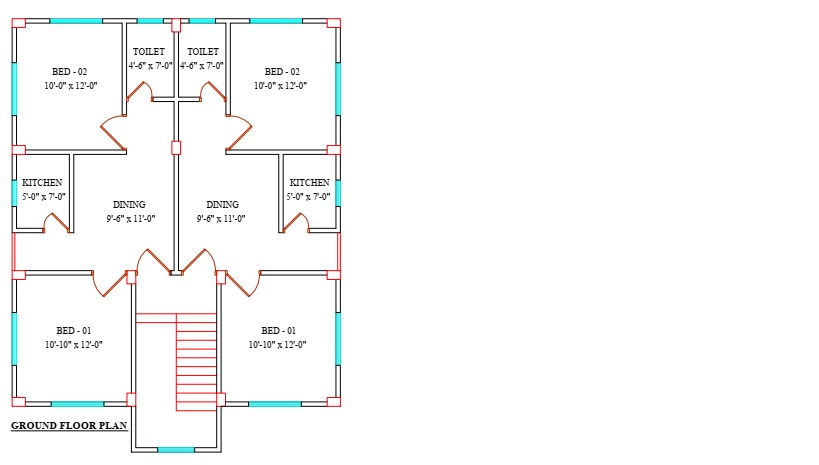 TOILET
4'-6" x 7'-0"
TOILET
4'-6" x 7'-0"
BED - 02
10'-0" x 12'-0"
BED - 02
10'-0" x 12'-0"
KITCHEN
5'-0" x 7'-0"
DINING
9'-6" x 11'-0"
DINING
9'-6" x 11'-0"
KITCHEN
5'-0" x 7'-0"
BED - 01
10'-10" x 12'-0"
BED - 01
10'-10" x 12'-0"
GROUND FLOOR PLAN